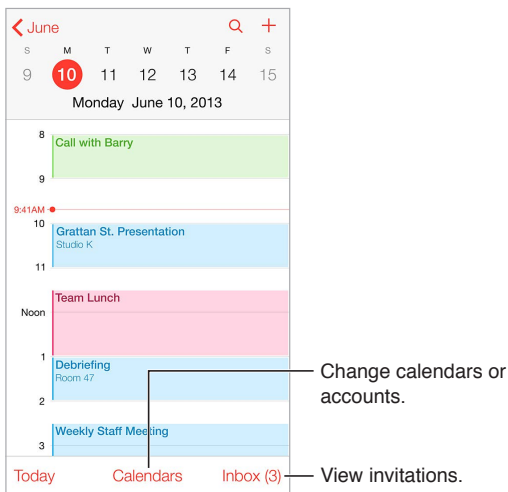 June
S M T W T F S
9 10 11 12 13 14 15
Monday June 10, 2013
8
Call with Barry
9
9:41AM
10
Grattan St. Presentation
Studio K
11
Team Lunch
Noon
1
Debriefing
Room 47
Change calendars or
accounts.
2
Weekly Staff Meeting
3
Today Calendars Inbox (3)
View invitations.